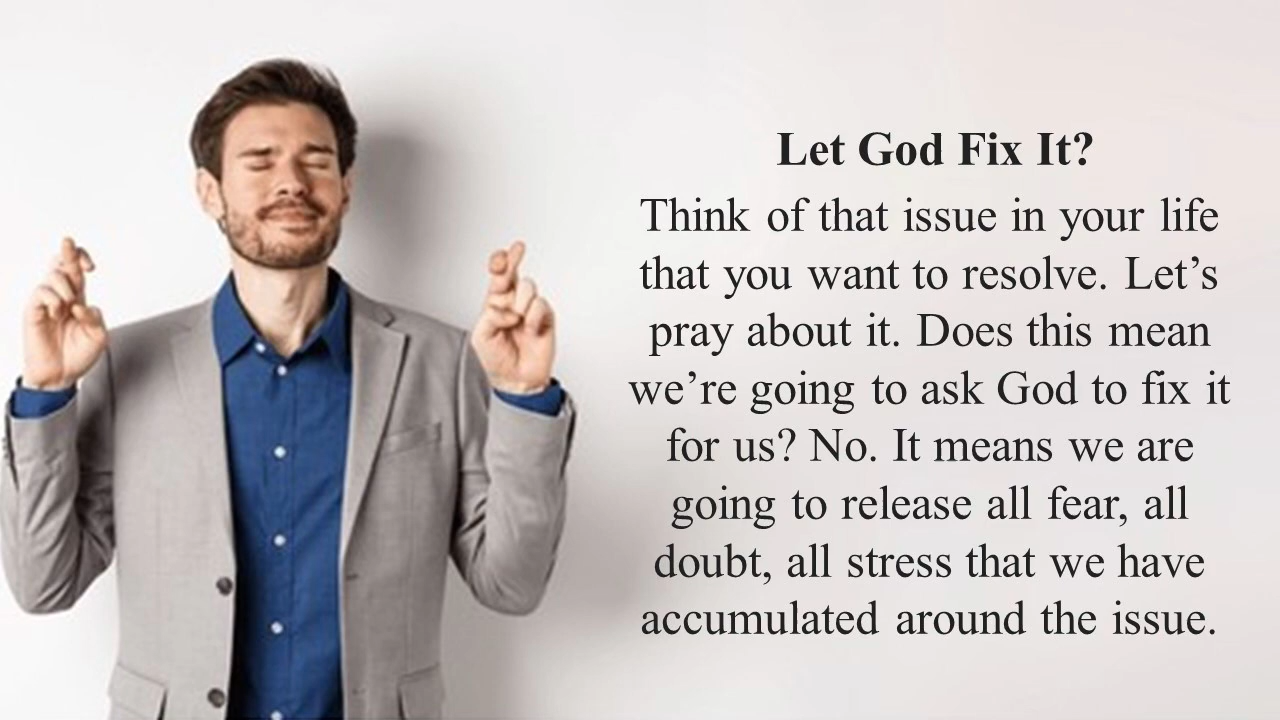 Let God Fix It?
Think of that issue in your life
that you want to resolve. Let’s
pray about it. Does this mean
we’re going to ask God to fix it
for us? No. It means we are
going to release all fear, all
doubt, all stress that we have
accumulated around the issue.